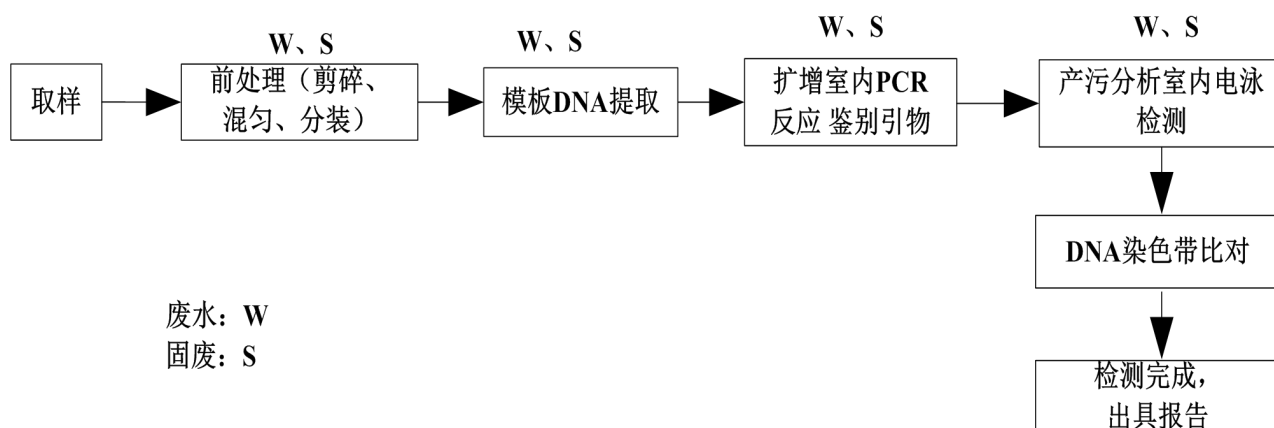 W、S
W、S
W、S
W、S
取样
前处理（剪碎、
混匀、分装）
模板DNA提取
扩增室内PCR
反应 鉴别引物
产污分析室内电泳
检测
DNA染色带比对
检测完成，
出具报告
废水：W
固废：S